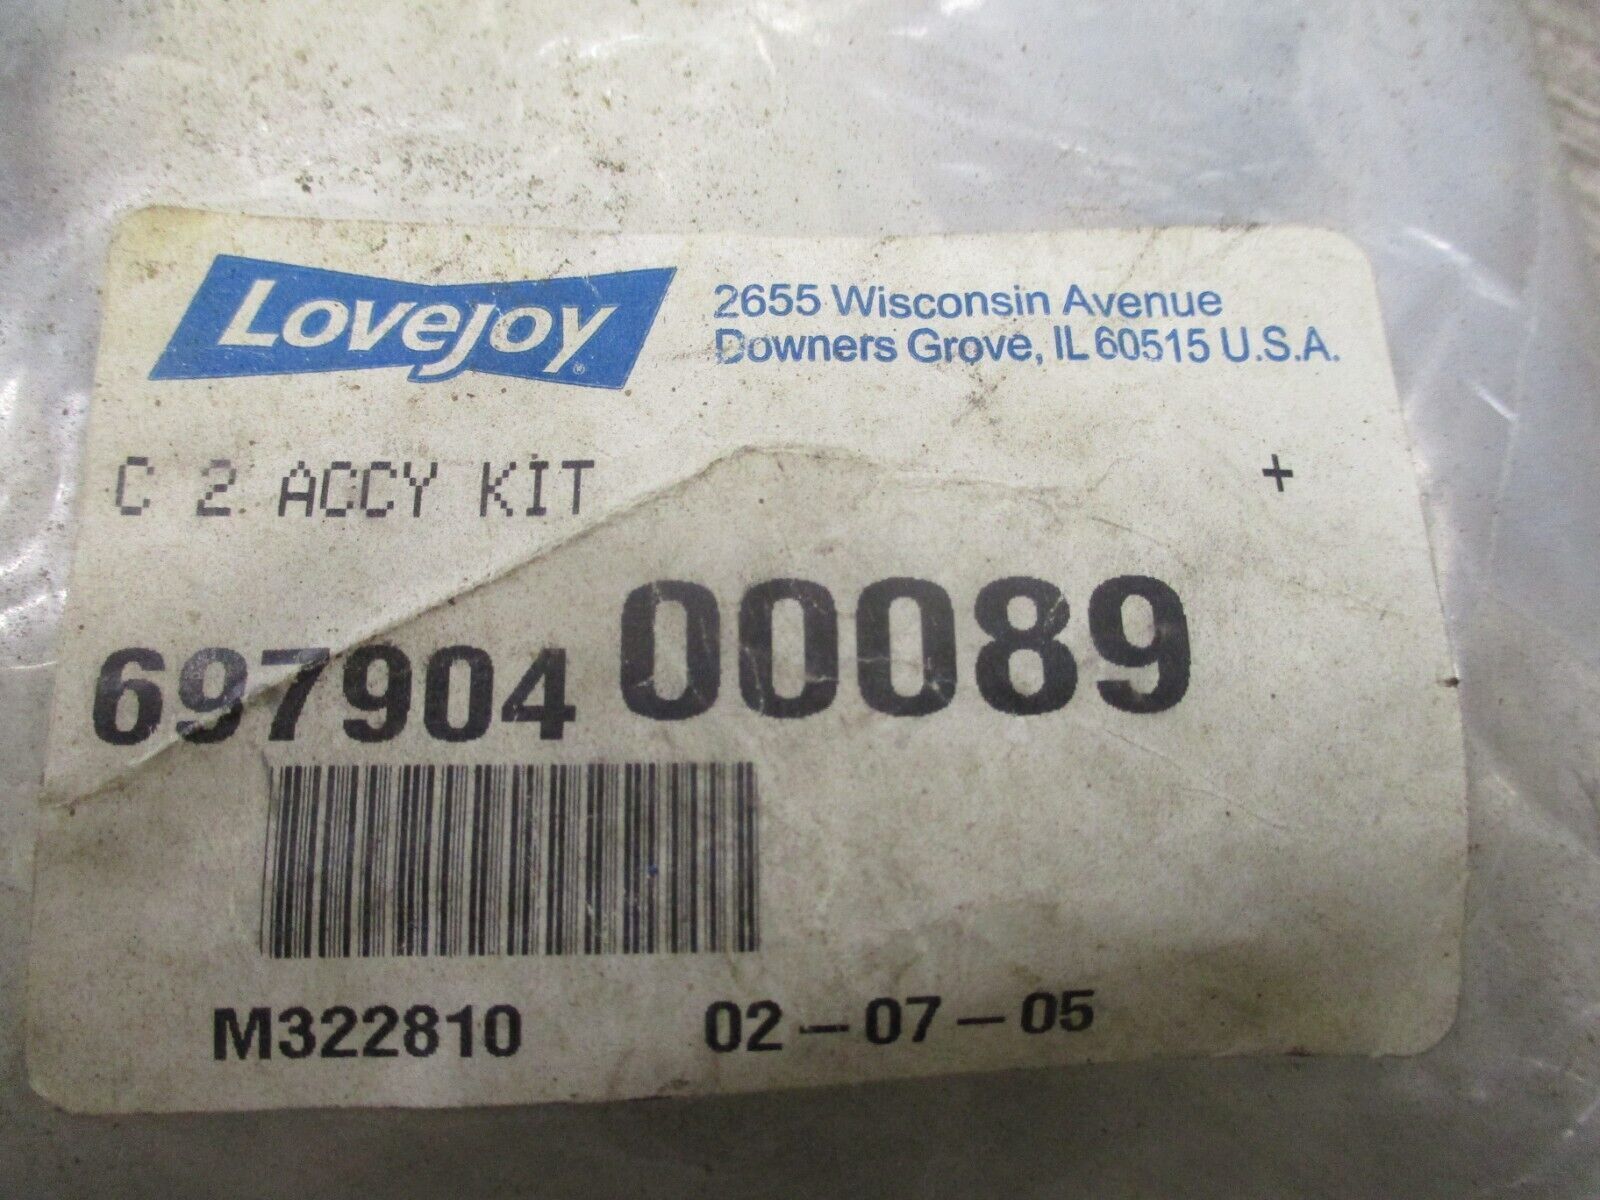 Lovejoy®
2655 Wisconsin Avenue
Downers Grove, IL 60515 U.S.A.
C 2 ACCY KIT +
697904 00089
M322810 02-07-05